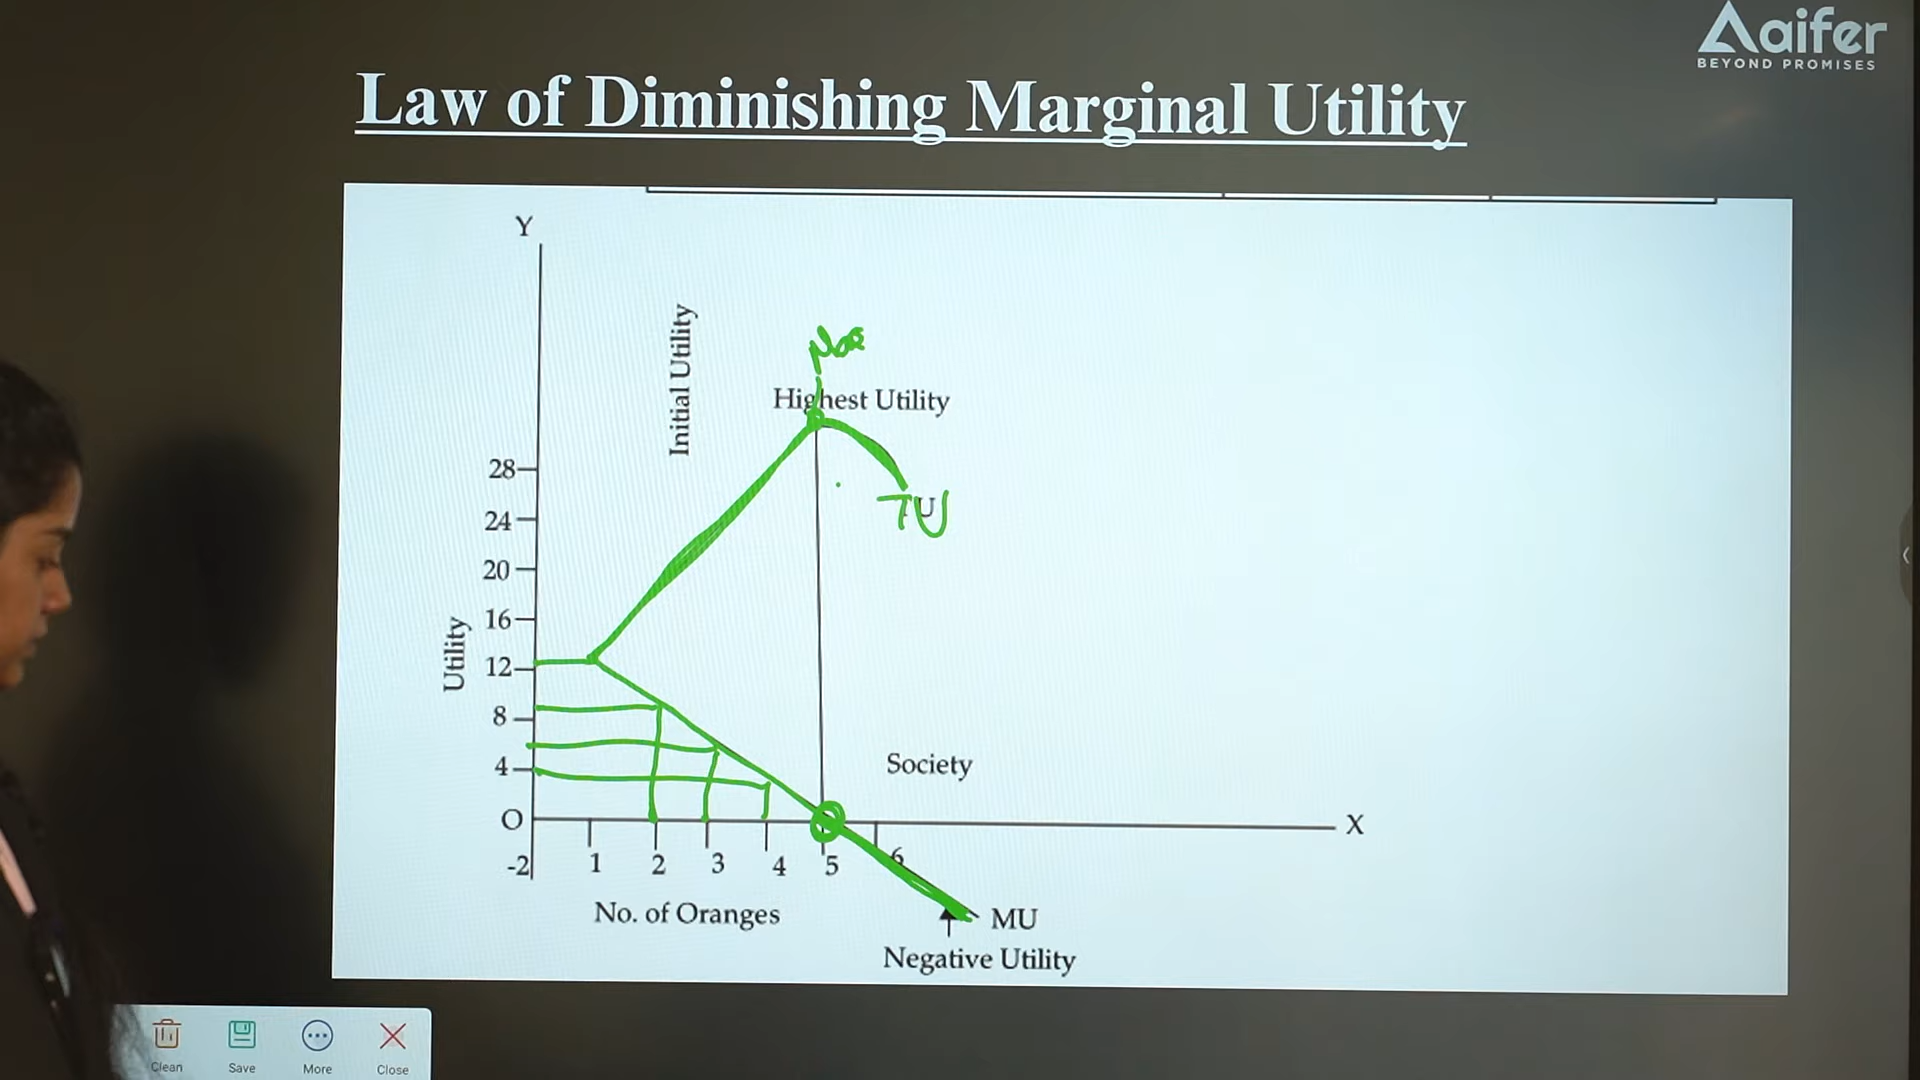 Aaifer
BEYOND PROMISES
Law of Diminishing Marginal Utility
Y
Initial Utility
Max
Highest Utility
28
24
TU
20
16
Utility
12
8
4
Society
O
X
-2
1
2
3
4
5
6
No. of Oranges
MU
Negative Utility
Clean
Save
More
Close